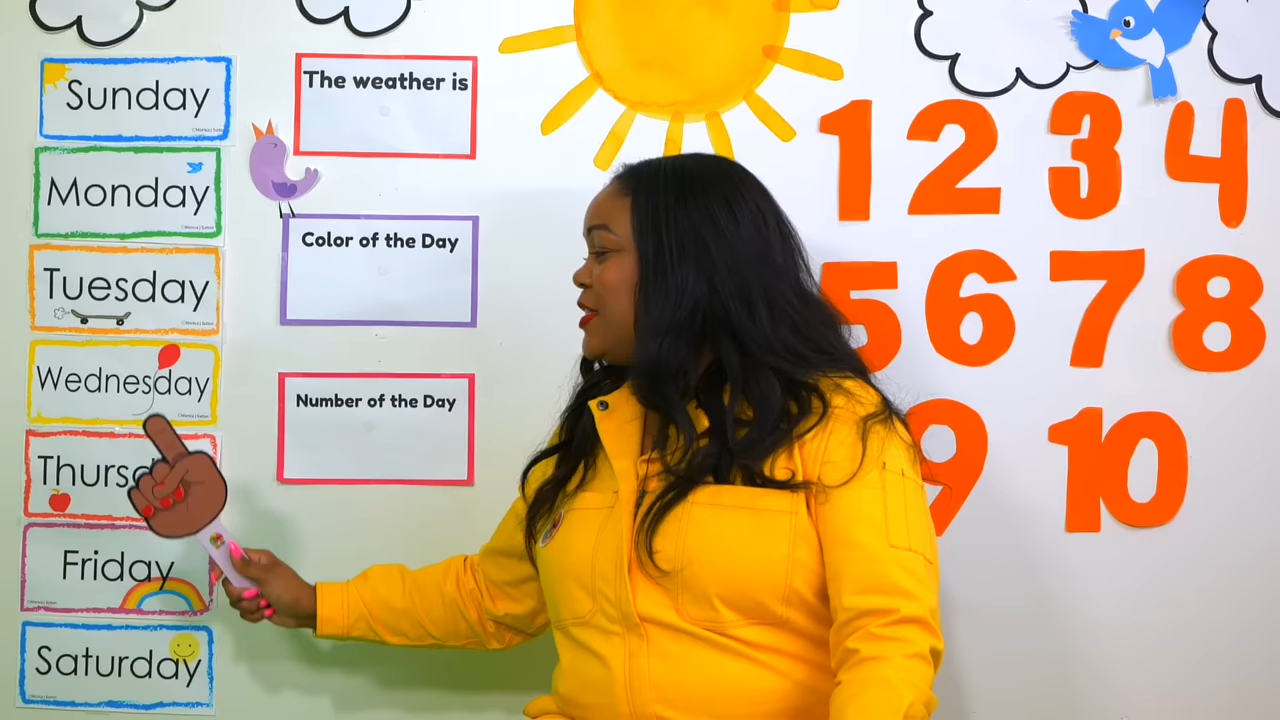 Sunday
Monday
Tuesday
Wednesday
Friday
Saturday
The weather is
Color of the Day
Number of the Day
1 2 3 4
5 6 7 8
9 10